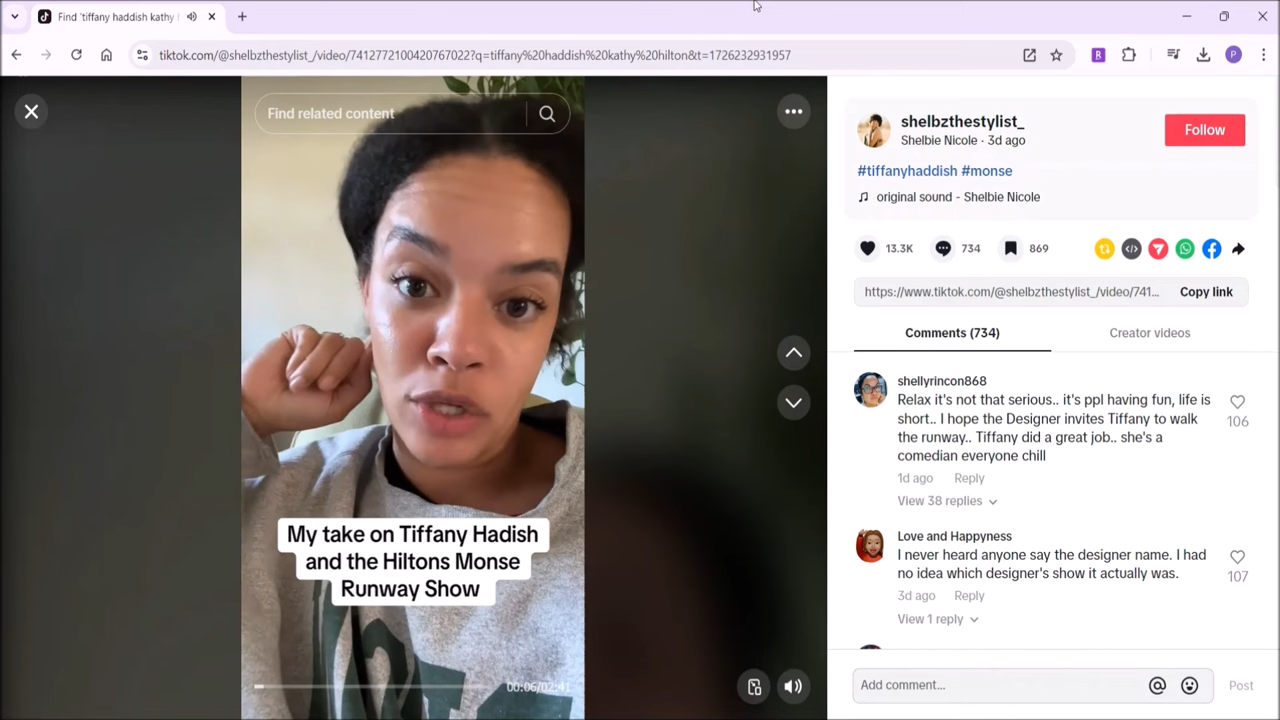 Find 'tiffany haddish kathy
tiktok.com/@shelbzthestylist_/video/7412772100420767022?q=tiffany%20haddish%20kathy%20hilton&t=1726232931957
R
P
Find related content
My take on Tiffany Hadish
and the Hiltons Monse
Runway Show
00:06/02:41
shelbzthestylist_
Shelbie Nicole · 3d ago
Follow
#tiffanyhaddish #monse
original sound - Shelbie Nicole
13.3K
734
869
https://www.tiktok.com/@shelbzthestylist_/video/741...
Copy link
Comments (734)
Creator videos
shellyrincon868
Relax it's not that serious.. it's ppl having fun, life is
short.. I hope the Designer invites Tiffany to walk
the runway.. Tiffany did a great job.. she's a
comedian everyone chill
106
1d ago Reply
View 38 replies
Love and Happyness
I never heard anyone say the designer name. I had
no idea which designer's show it actually was.
107
3d ago Reply
View 1 reply
Add comment...
Post